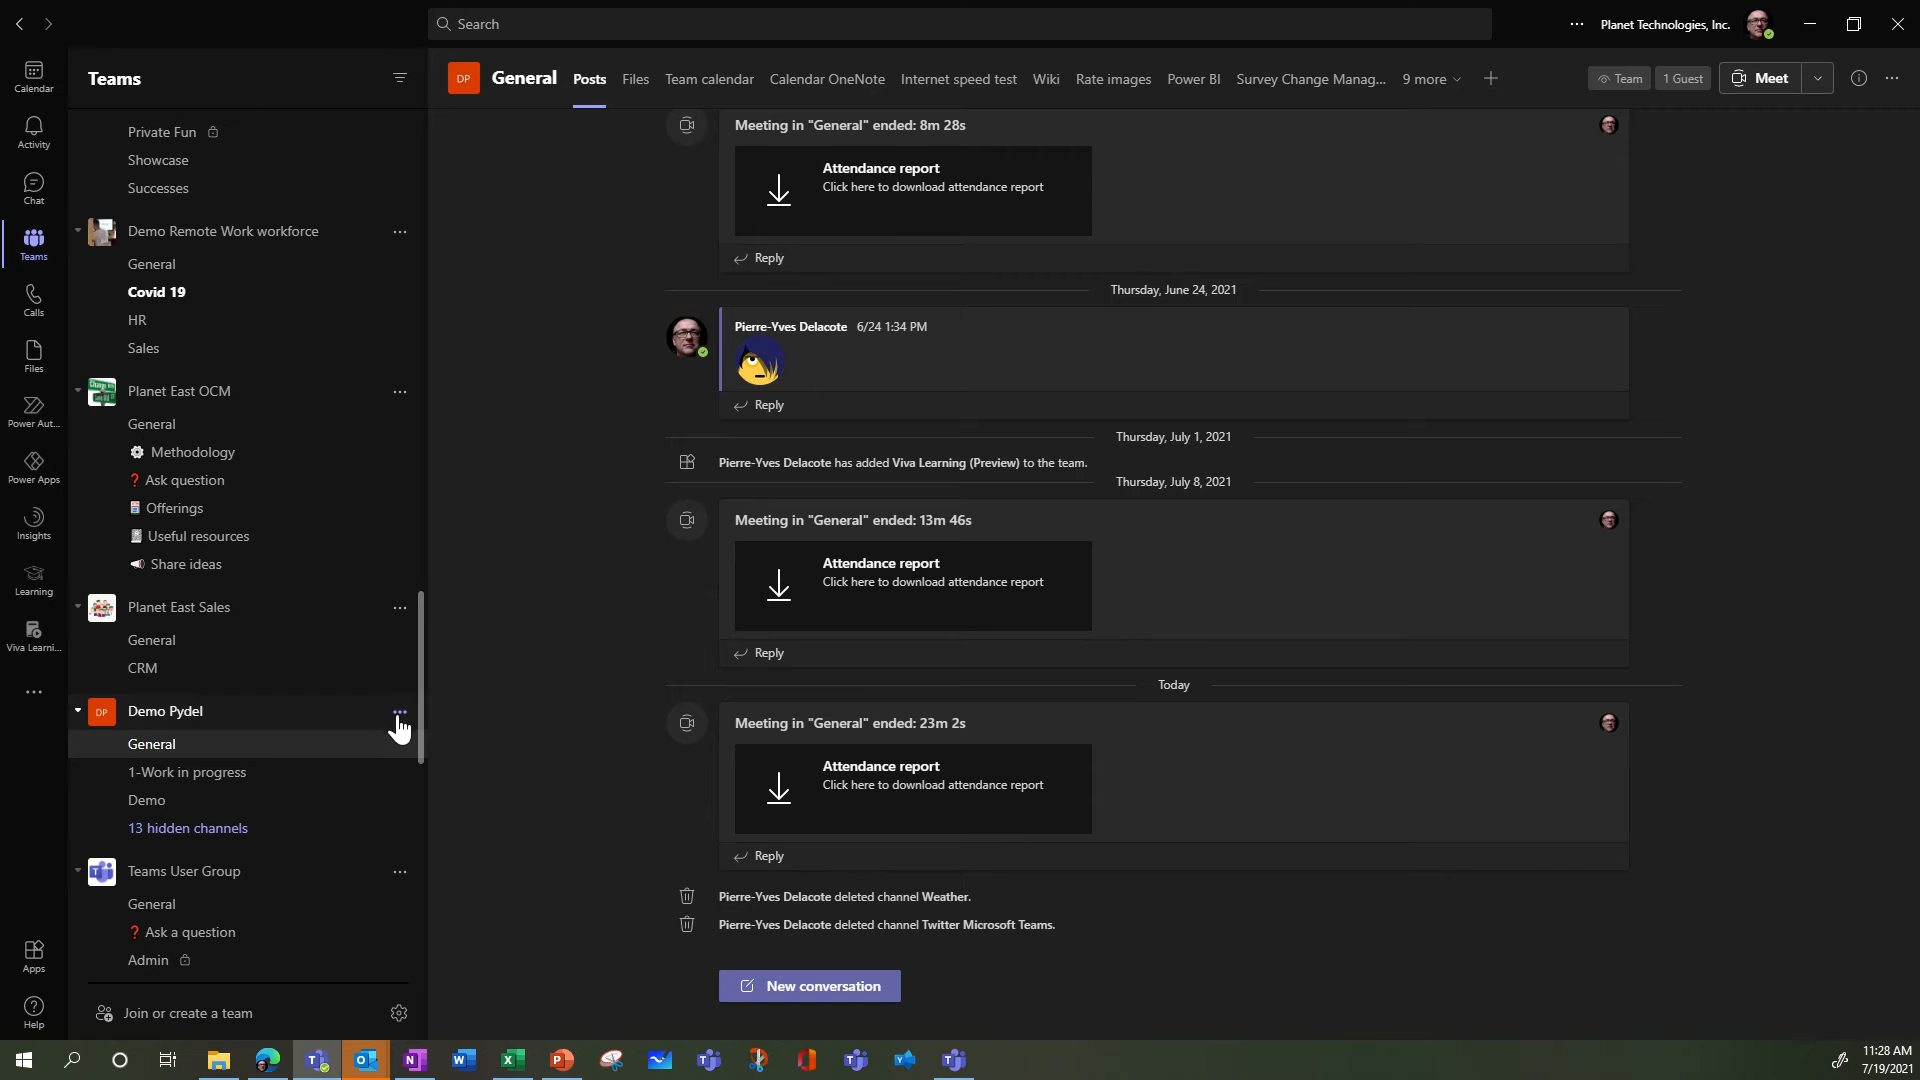 Search
Planet Technologies, Inc.
Calendar
Activity
Chat
Teams
Calls
Files
Power Aut...
Power Apps
Insights
Learning
Viva Learni...
Apps
Help
Teams
Private Fun
Showcase
Successes
Demo Remote Work workforce
General
Covid 19
HR
Sales
Planet East OCM
General
Methodology
Ask question
Offerings
Useful resources
Share ideas
Planet East Sales
General
CRM
DP
Demo Pydel
General
1-Work in progress
Demo
13 hidden channels
Teams User Group
General
Ask a question
Admin
Join or create a team
DP General Posts Files Team calendar Calendar OneNote Internet speed test Wiki Rate images Power BI Survey Change Manag... 9 more
Team 1 Guest Meet
Meeting in "General" ended: 8m 28s
Attendance report
Click here to download attendance report
Reply
Thursday, June 24, 2021
Pierre-Yves Delacote 6/24 1:34 PM
Reply
Thursday, July 1, 2021
Pierre-Yves Delacote has added Viva Learning (Preview) to the team.
Thursday, July 8, 2021
Meeting in "General" ended: 13m 46s
Attendance report
Click here to download attendance report
Reply
Today
Meeting in "General" ended: 23m 2s
Attendance report
Click here to download attendance report
Reply
Pierre-Yves Delacote deleted channel Weather.
Pierre-Yves Delacote deleted channel Twitter Microsoft Teams.
New conversation
11:28 AM
7/19/2021